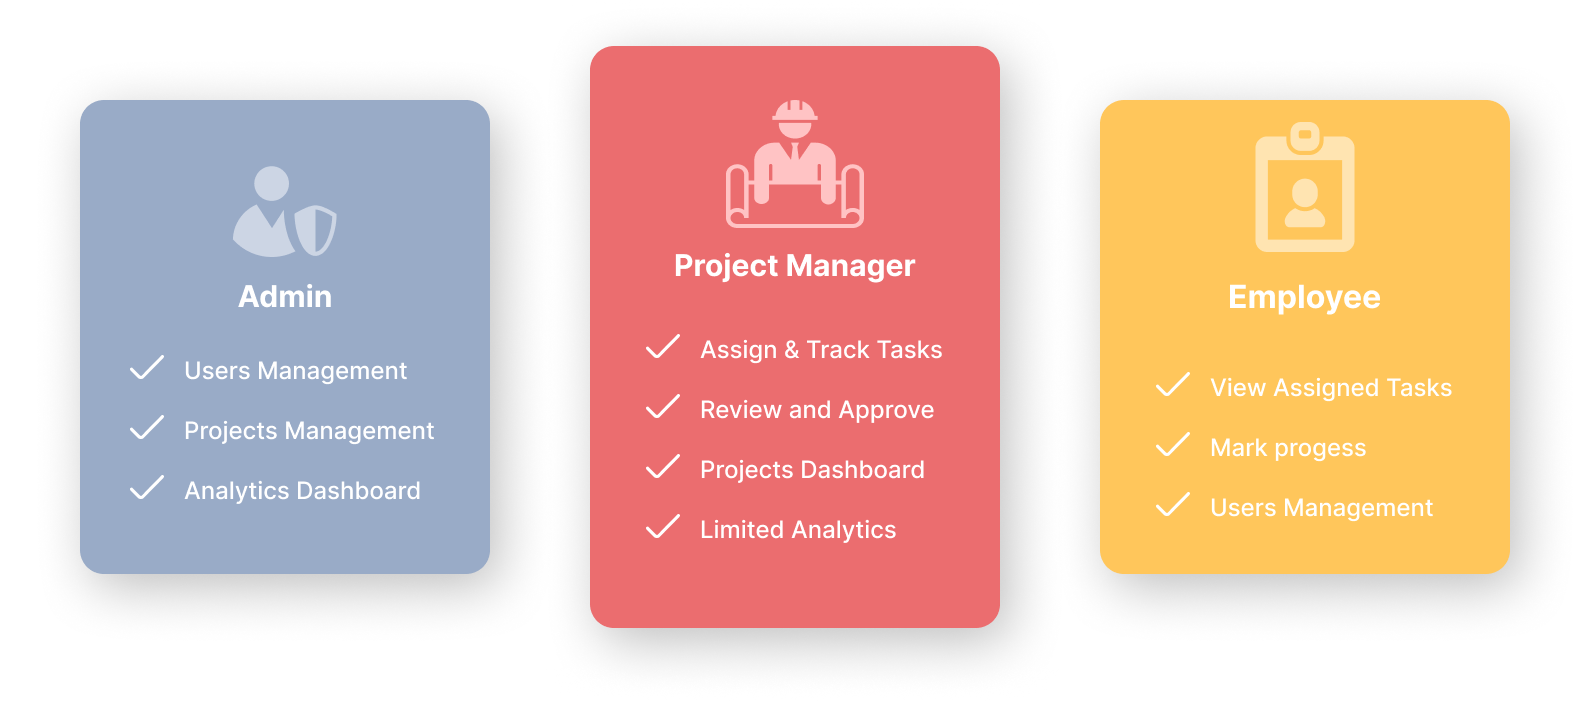 Admin
Users Management
Projects Management
Analytics Dashboard
Project Manager
Assign & Track Tasks
Review and Approve
Projects Dashboard
Limited Analytics
Employee
View Assigned Tasks
Mark progess
Users Management